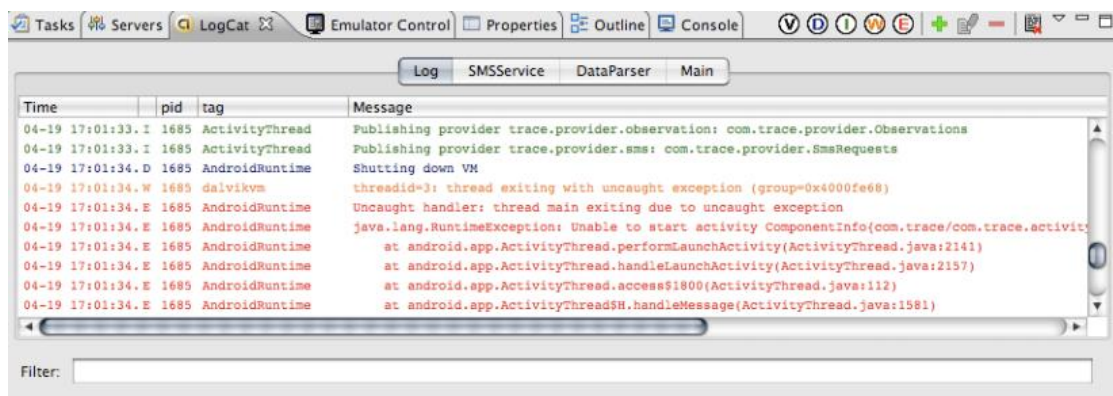 Tasks Servers LogCat Emulator Control Properties Outline Console V D I W E
Log SMSService DataParser Main
Time pid tag Message
04-19 17:01:33. I 1685 ActivityThread Publishing provider trace.provider.observation: com.trace.provider.Observations
04-19 17:01:33. I 1685 ActivityThread Publishing provider trace.provider.sms: com.trace.provider.SmsRequests
04-19 17:01:34. D 1685 AndroidRuntime Shutting down VM
04-19 17:01:34. W 1685 dalvikvm threadid=3: thread exiting with uncaught exception (group=0x4000fe68)
04-19 17:01:34. E 1685 AndroidRuntime Uncaught handler: thread main exiting due to uncaught exception
04-19 17:01:34. E 1685 AndroidRuntime java.lang.RuntimeException: Unable to start activity ComponentInfo{com.trace/com.trace.activit
04-19 17:01:34. E 1685 AndroidRuntime at android.app.ActivityThread.performLaunchActivity(ActivityThread.java:2141)
04-19 17:01:34. E 1685 AndroidRuntime at android.app.ActivityThread.handleLaunchActivity(ActivityThread.java:2157)
04-19 17:01:34. E 1685 AndroidRuntime at android.app.ActivityThread.access$1800(ActivityThread.java:112)
04-19 17:01:34. E 1685 AndroidRuntime at android.app.ActivityThread$H.handleMessage(ActivityThread.java:1581)
Filter: